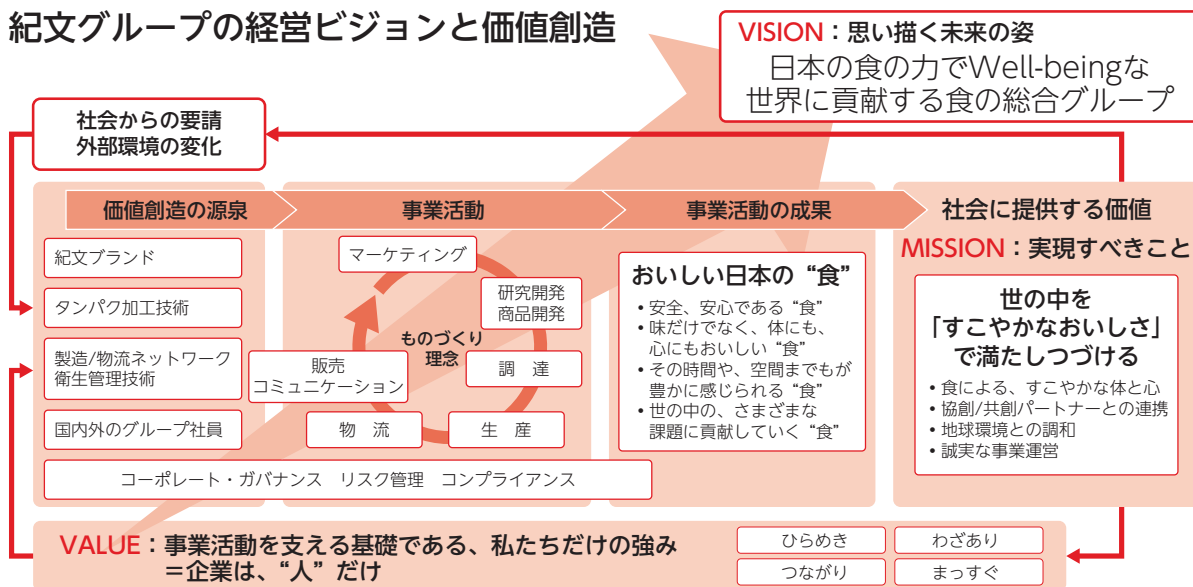 紀文グループの経営ビジョンと価値創造
VISION：思い描く未来の姿
日本の食の力でWell-beingな
世界に貢献する食の総合グループ
社会からの要請
外部環境の変化
価値創造の源泉
紀文ブランド
タンパク加工技術
製造/物流ネットワーク
衛生管理技術
国内外のグループ社員
事業活動
マーケティング
研究開発
商品開発
調 達
生 産
物 流
販売
コミュニケーション
ものづくり
理念
コーポレート・ガバナンス リスク管理 コンプライアンス
事業活動の成果
おいしい日本の“食”
• 安全、安心である“食”
• 味だけでなく、体にも、
心にもおいしい“食”
• その時間や、空間までもが
豊かに感じられる“食”
• 世の中の、さまざまな
課題に貢献していく“食”
社会に提供する価値
MISSION：実現すべきこと
世の中を
「すこやかなおいしさ」
で満たしつづける
• 食による、すこやかな体と心
• 協創/共創パートナーとの連携
• 地球環境との調和
• 誠実な事業運営
VALUE：事業活動を支える基礎である、私たちだけの強み
＝企業は、“人”だけ
ひらめき
わざあり
つながり
まっすぐ